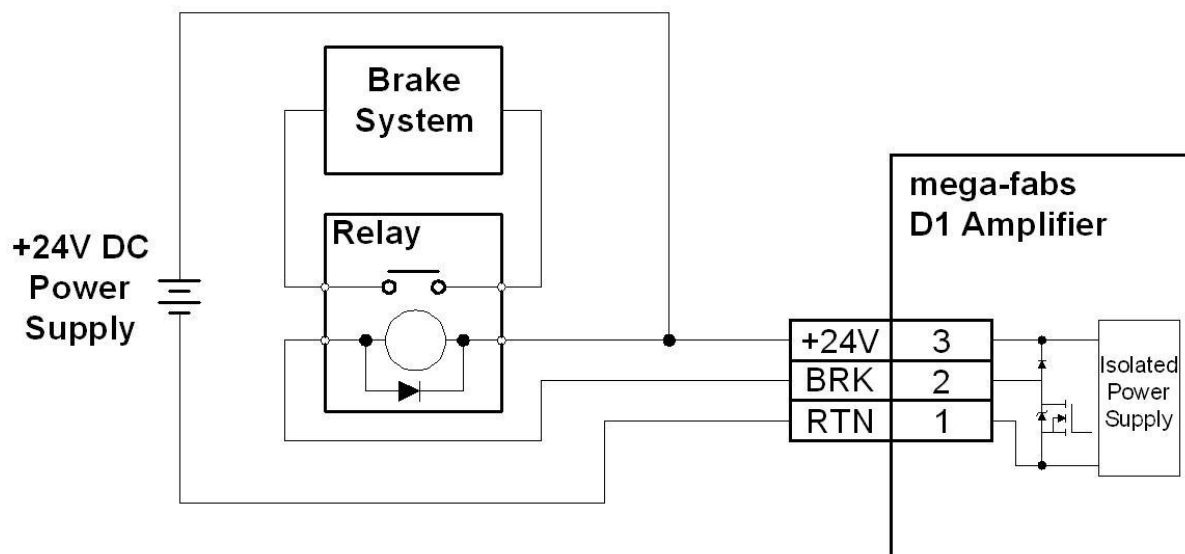 Brake
System
Relay
+24V DC
Power
Supply
mega-fabs
D1 Amplifier
+24V 3
BRK 2
RTN 1
Isolated
Power
Supply